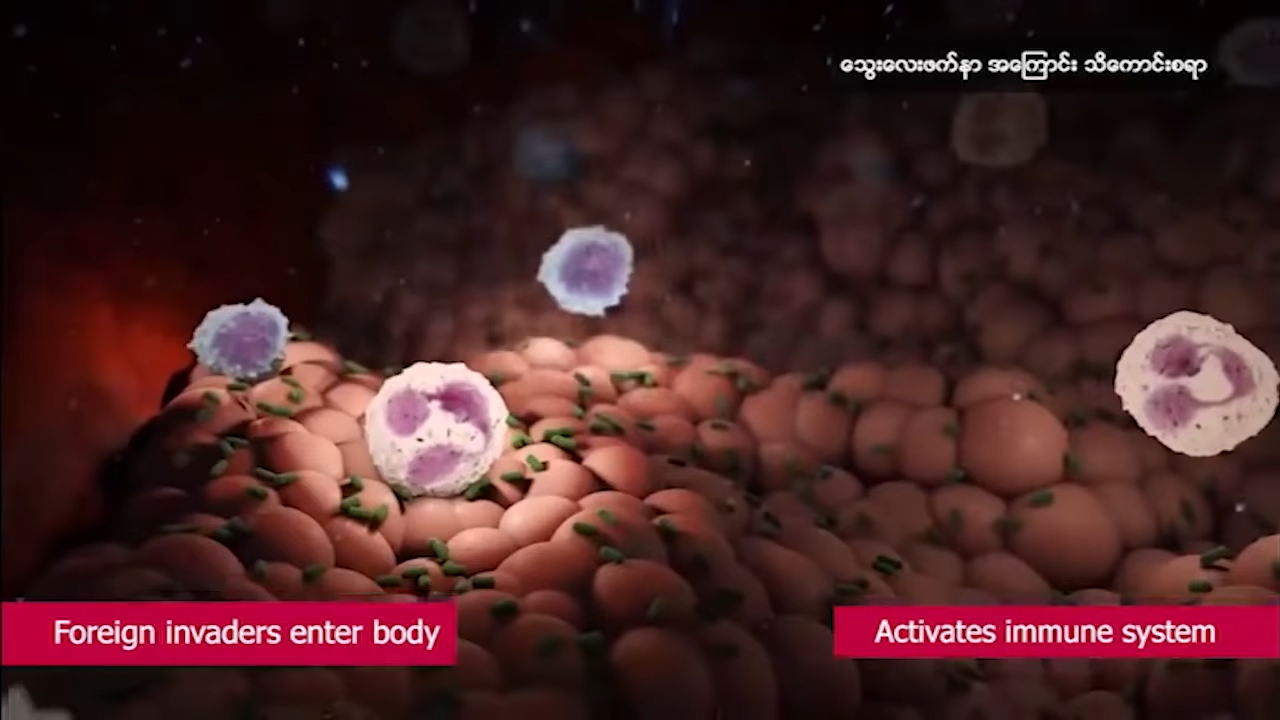 သွေးလေးဖက်နာ အကြောင်း သိကောင်းစရာ
Foreign invaders enter body
Activates immune system